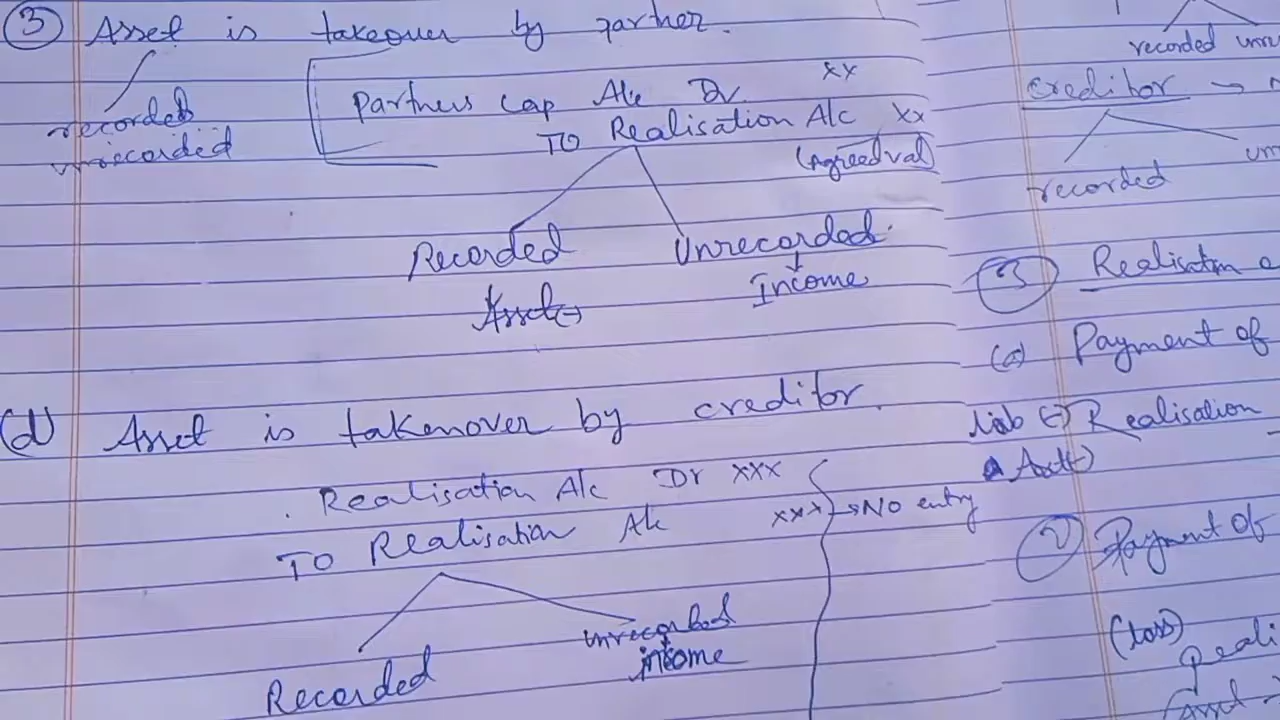 ③ Asset is takeover by partner.
recorded
unrecorded
Partners cap A/c Dr xx
TO Realisation A/c xx
(Agreed val)
Recorded Unrecorded
Asset(-) Income
(d) Asset is takenover by creditor.
Realisation A/c Dr xxx
TO Realisation A/c xxx → No entry
Recorded unrecorded
income
recorded
creditor →
recorded
③ Realisation
(a) Payment of
liab (-) Realisation
Asset(-)
② Payment of
(loss)
Asset